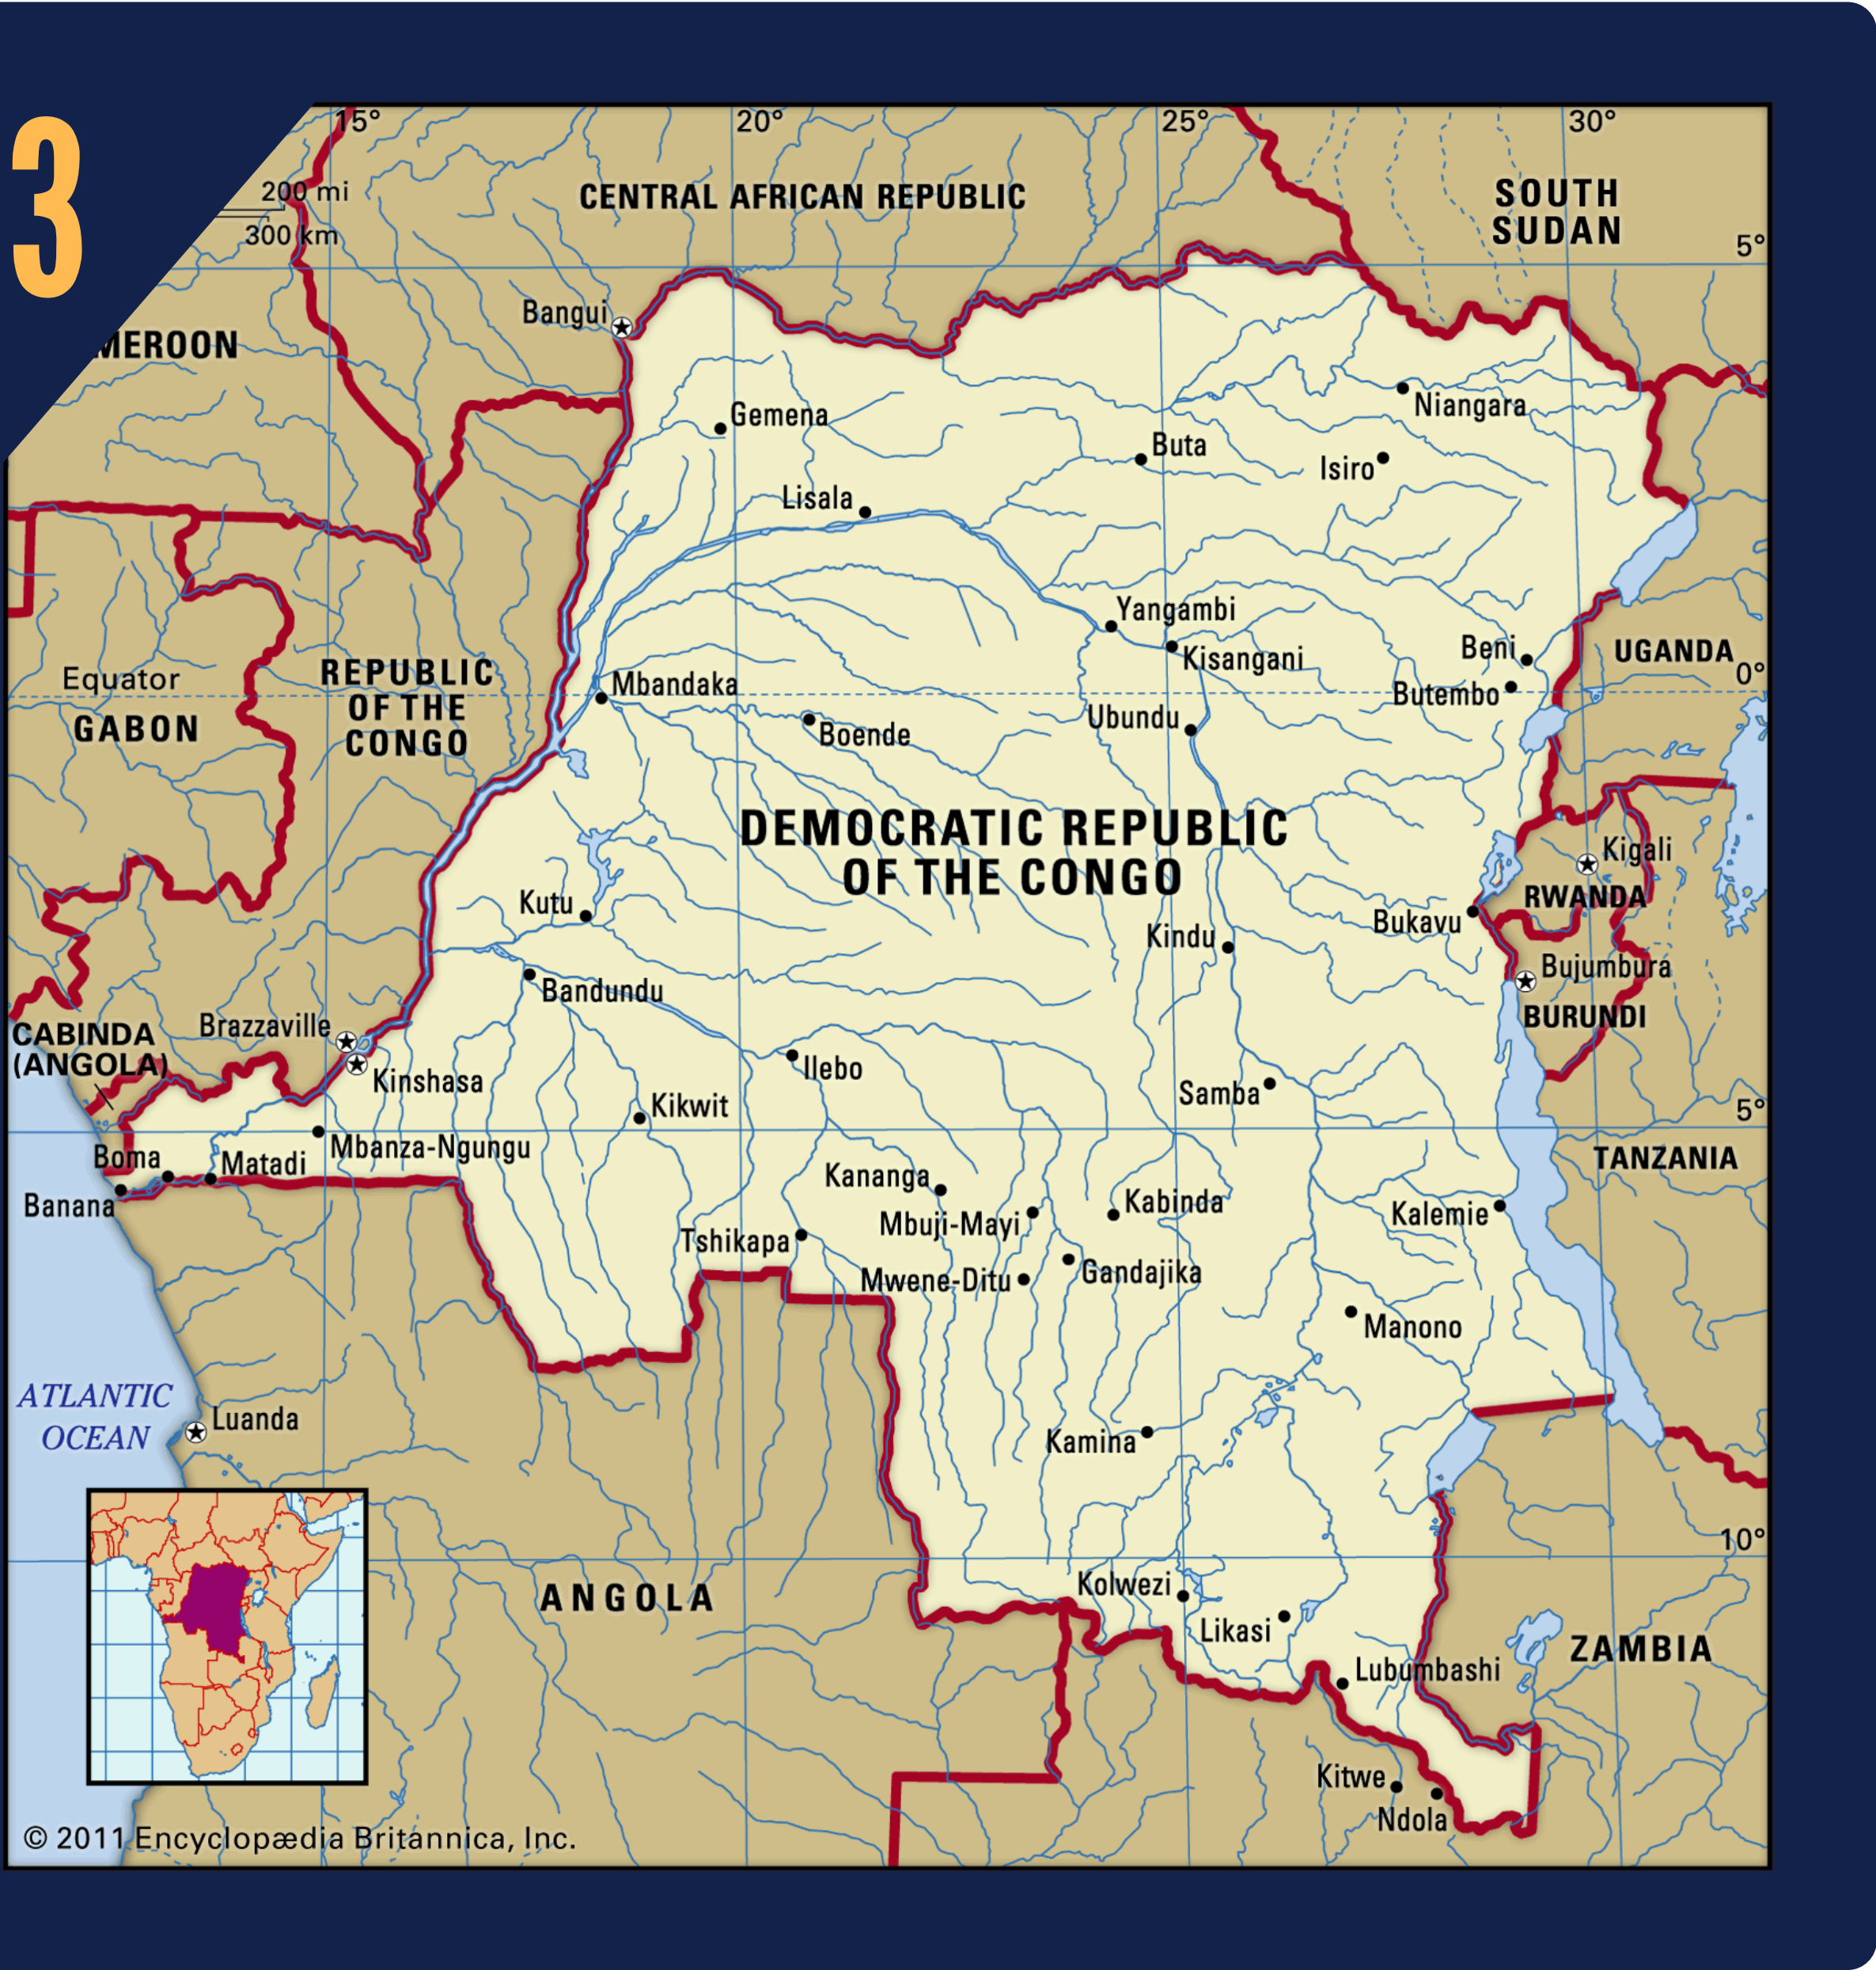 3
15°
20°
25°
30°
200 mi
300 km
CENTRAL AFRICAN REPUBLIC
SOUTH
SUDAN
5°
Bangui
MEROON
Gemena
Niangara
Buta
Isiro
Lisala
Yangambi
Kisangani
Beni
UGANDA
Equator
0°
GABON
REPUBLIC
OF THE
CONGO
Mbandaka
Butembo
Boende
Ubundu
DEMOCRATIC REPUBLIC
OF THE CONGO
Kigali
RWANDA
Kutu
Bukavu
Kindu
Bujumbura
Bandundu
BURUNDI
CABINDA
(ANGOLA)
Brazzaville
Kinshasa
Ilebo
Samba
Kikwit
5°
Mbanza-Ngungu
Boma
Matadi
TANZANIA
Banana
Kananga
Kabinda
Mbuji-Mayi
Kalemie
Tshikapa
Mwene-Ditu
Gandajika
Manono
ATLANTIC
OCEAN
Luanda
Kamina
10°
ANGOLA
Kolwezi
Likasi
ZAMBIA
Lubumbashi
Kitwe
Ndola
© 2011 Encyclopædia Britannica, Inc.